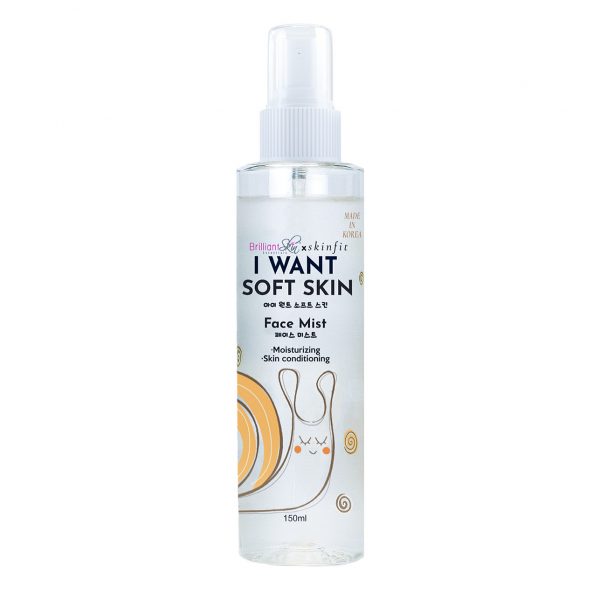 MADE
IN
KOREA
Brilliant Skin x skinfit
ESSENTIALS
I WANT
SOFT SKIN
아이 원트 소프트 스킨
Face Mist
페이스 미스트
·Moisturizing
·Skin conditioning
150ml